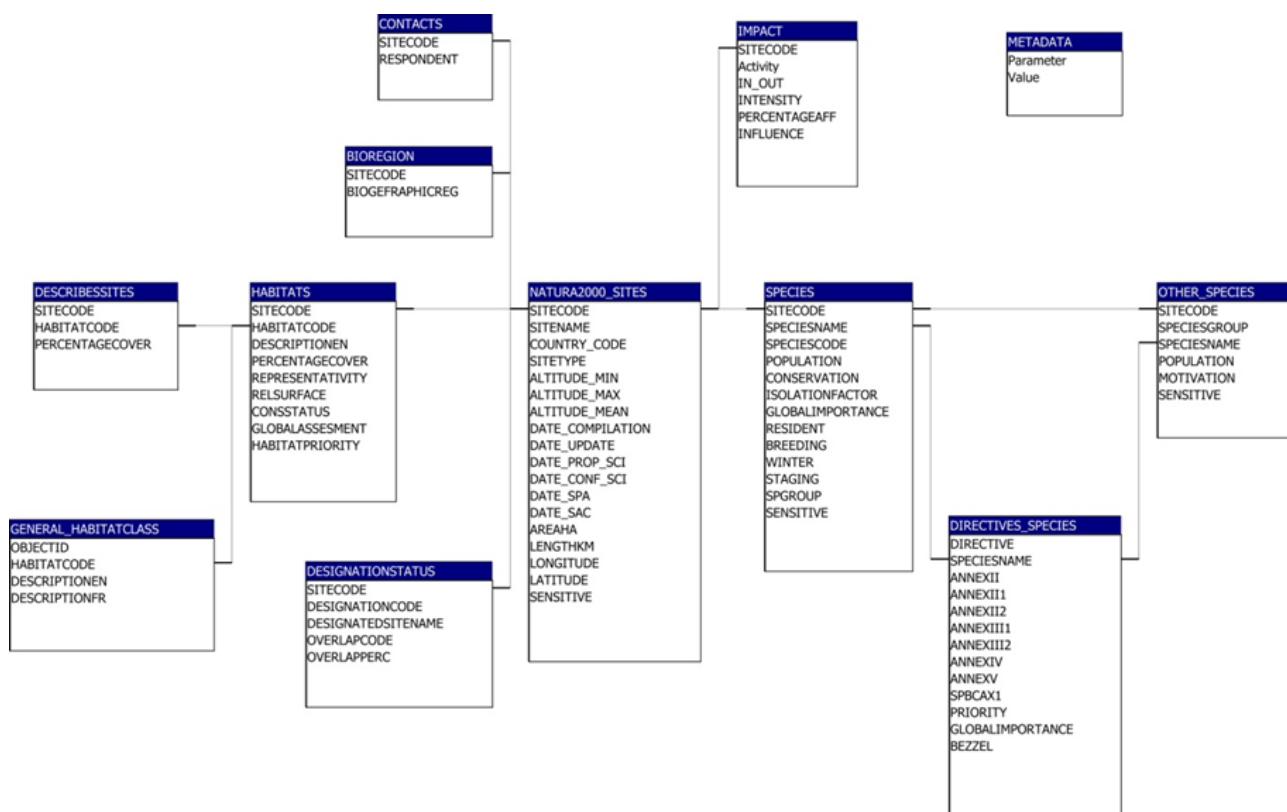 CONTACTS
SITECODE
RESPONDENT
IMPACT
SITECODE
Activity
IN_OUT
INTENSITY
PERCENTAGEAFF
INFLUENCE
METADATA
Parameter
Value
BIOREGION
SITECODE
BIOGEFRAPHICREG
DESCRIBESSITES
SITECODE
HABITATCODE
PERCENTAGECOVER
HABITATS
SITECODE
HABITATCODE
DESCRIPTIONEN
PERCENTAGECOVER
REPRESENTATIVITY
RELSURFACE
CONSSTATUS
GLOBALASSESMENT
HABITATPRIORITY
NATURA2000_SITES
SITECODE
SITENAME
COUNTRY_CODE
SITETYPE
ALTITUDE_MIN
ALTITUDE_MAX
ALTITUDE_MEAN
DATE_COMPILATION
DATE_UPDATE
DATE_PROP_SCI
DATE_CONF_SCI
DATE_SPA
DATE_SAC
AREAHA
LENGTHKM
LONGITUDE
LATITUDE
SENSITIVE
SPECIES
SITECODE
SPECIESNAME
SPECIESCODE
POPULATION
CONSERVATION
ISOLATIONFACTOR
GLOBALIMPORTANCE
RESIDENT
BREEDING
WINTER
STAGING
SPGROUP
SENSITIVE
OTHER_SPECIES
SITECODE
SPECIESGROUP
SPECIESNAME
POPULATION
MOTIVATION
SENSITIVE
GENERAL_HABITATCLASS
OBJECTID
HABITATCODE
DESCRIPTIONEN
DESCRIPTIONFR
DESIGNATIONSTATUS
SITECODE
DESIGNATIONCODE
DESIGNATEDSITENAME
OVERLAPCODE
OVERLAPPERC
DIRECTIVES_SPECIES
DIRECTIVE
SPECIESNAME
ANNEXII
ANNEXII1
ANNEXII2
ANNEXIII1
ANNEXIII2
ANNEXIV
ANNEXV
SPBCAX1
PRIORITY
GLOBALIMPORTANCE
BEZZEL